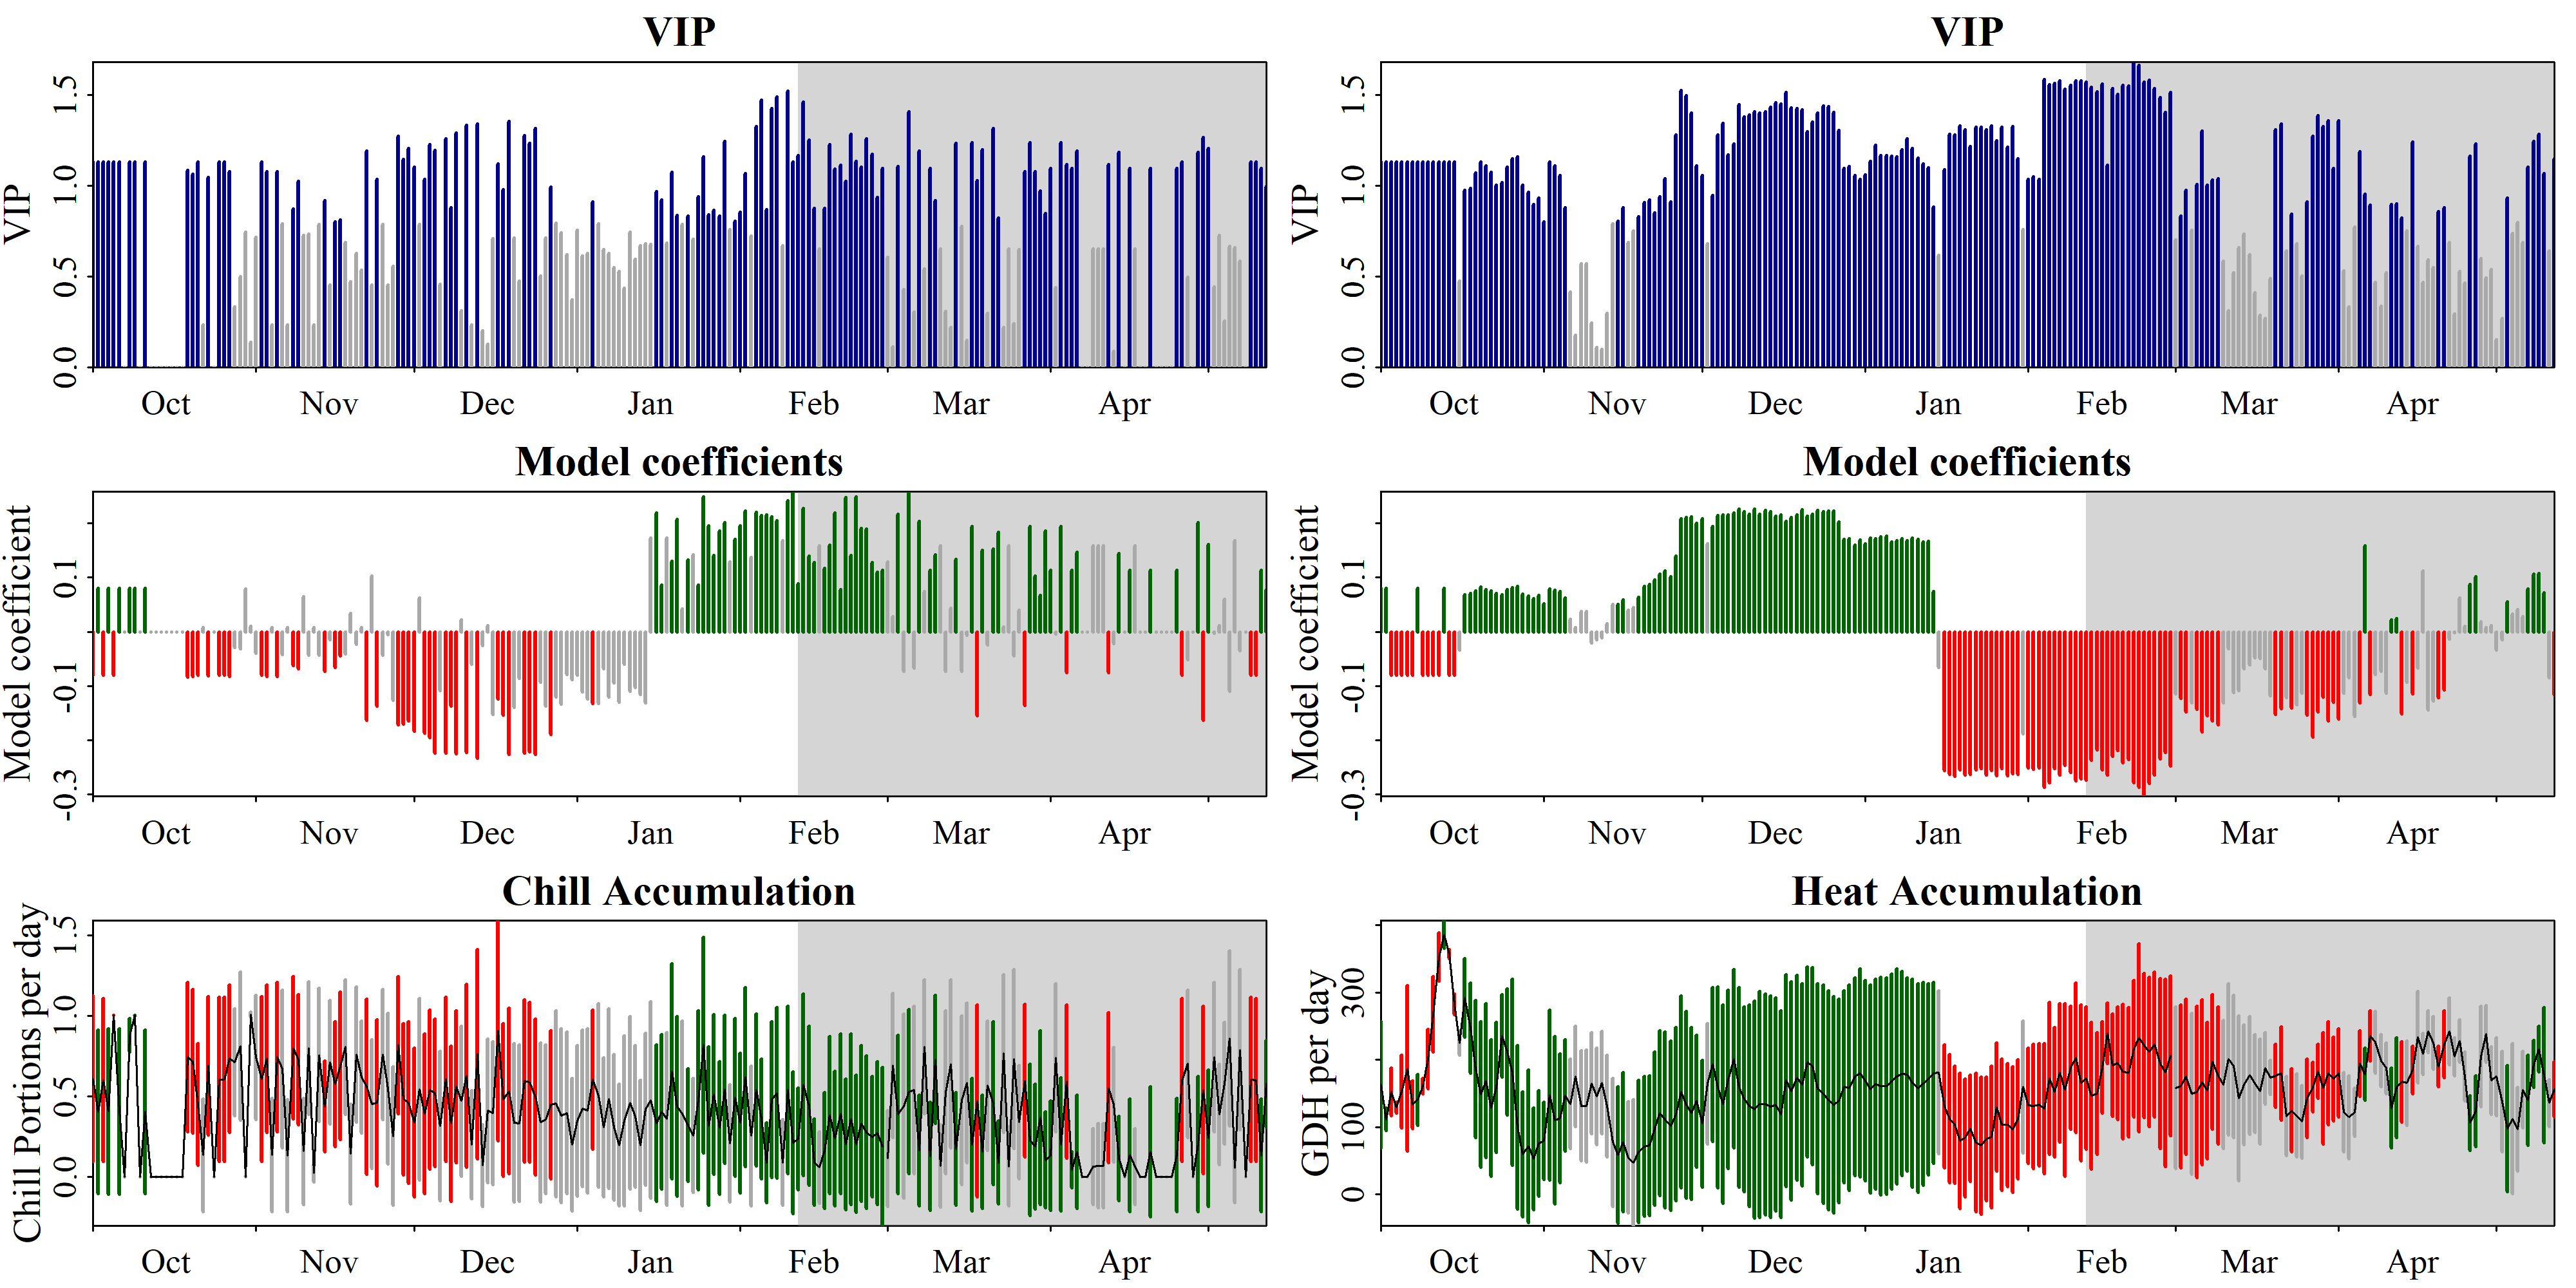 VIP
VIP
1.5
1.0
0.5
0.0
Oct Nov Dec Jan Feb Mar Apr
VIP
VIP
1.5
1.0
0.5
0.0
Oct Nov Dec Jan Feb Mar Apr
Model coefficients
Model coefficient
0.1
-0.1
-0.3
Oct Nov Dec Jan Feb Mar Apr
Model coefficients
Model coefficient
0.1
-0.1
-0.3
Oct Nov Dec Jan Feb Mar Apr
Chill Accumulation
Chill Portions per day
1.5
1.0
0.5
0.0
Oct Nov Dec Jan Feb Mar Apr
Heat Accumulation
GDH per day
300
100
0
Oct Nov Dec Jan Feb Mar Apr